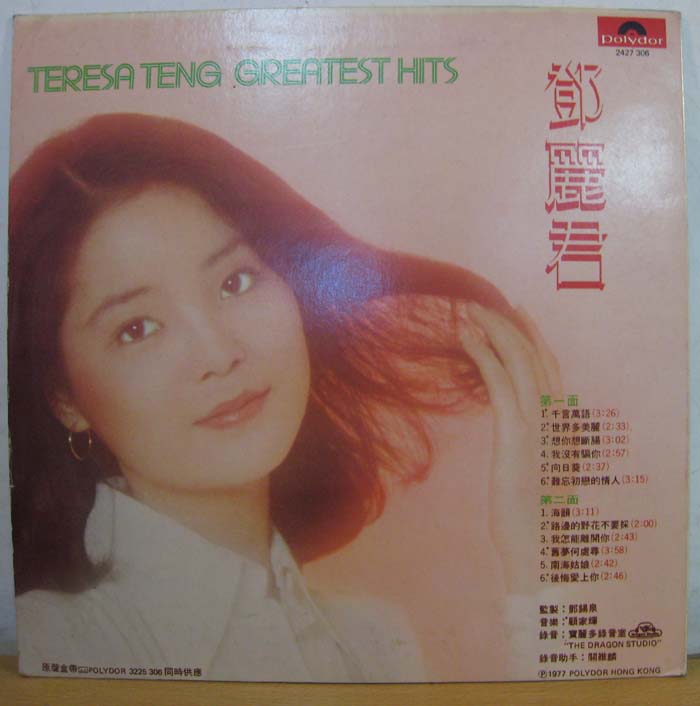 Polydor
2427 306
TERESA TENG GREATEST HITS
鄧麗君
第一面
1. 千言萬語(3:26)
2. 世界多美麗(2:33)
3. 想你想斷腸(3:02)
4. 我沒有騙你(2:57)
5. 向日葵(2:37)
6. 難忘初戀的情人(3:15)
第二面
1. 海韻(3:11)
2. 路邊的野花不要採(2:00)
3. 我怎能離開你(2:43)
4. 舊夢何處尋(3:58)
5. 南海姑娘(2:42)
6. 後悔愛上你(2:46)
監製：鄧錫泉
音樂：顧家煇
錄音：寶麗多錄音室
"THE DRAGON STUDIO"
錄音助手：關維麟
原聲盒帶 POLYDOR 3225 306 同時供應
Ⓟ1977 POLYDOR HONG KONG